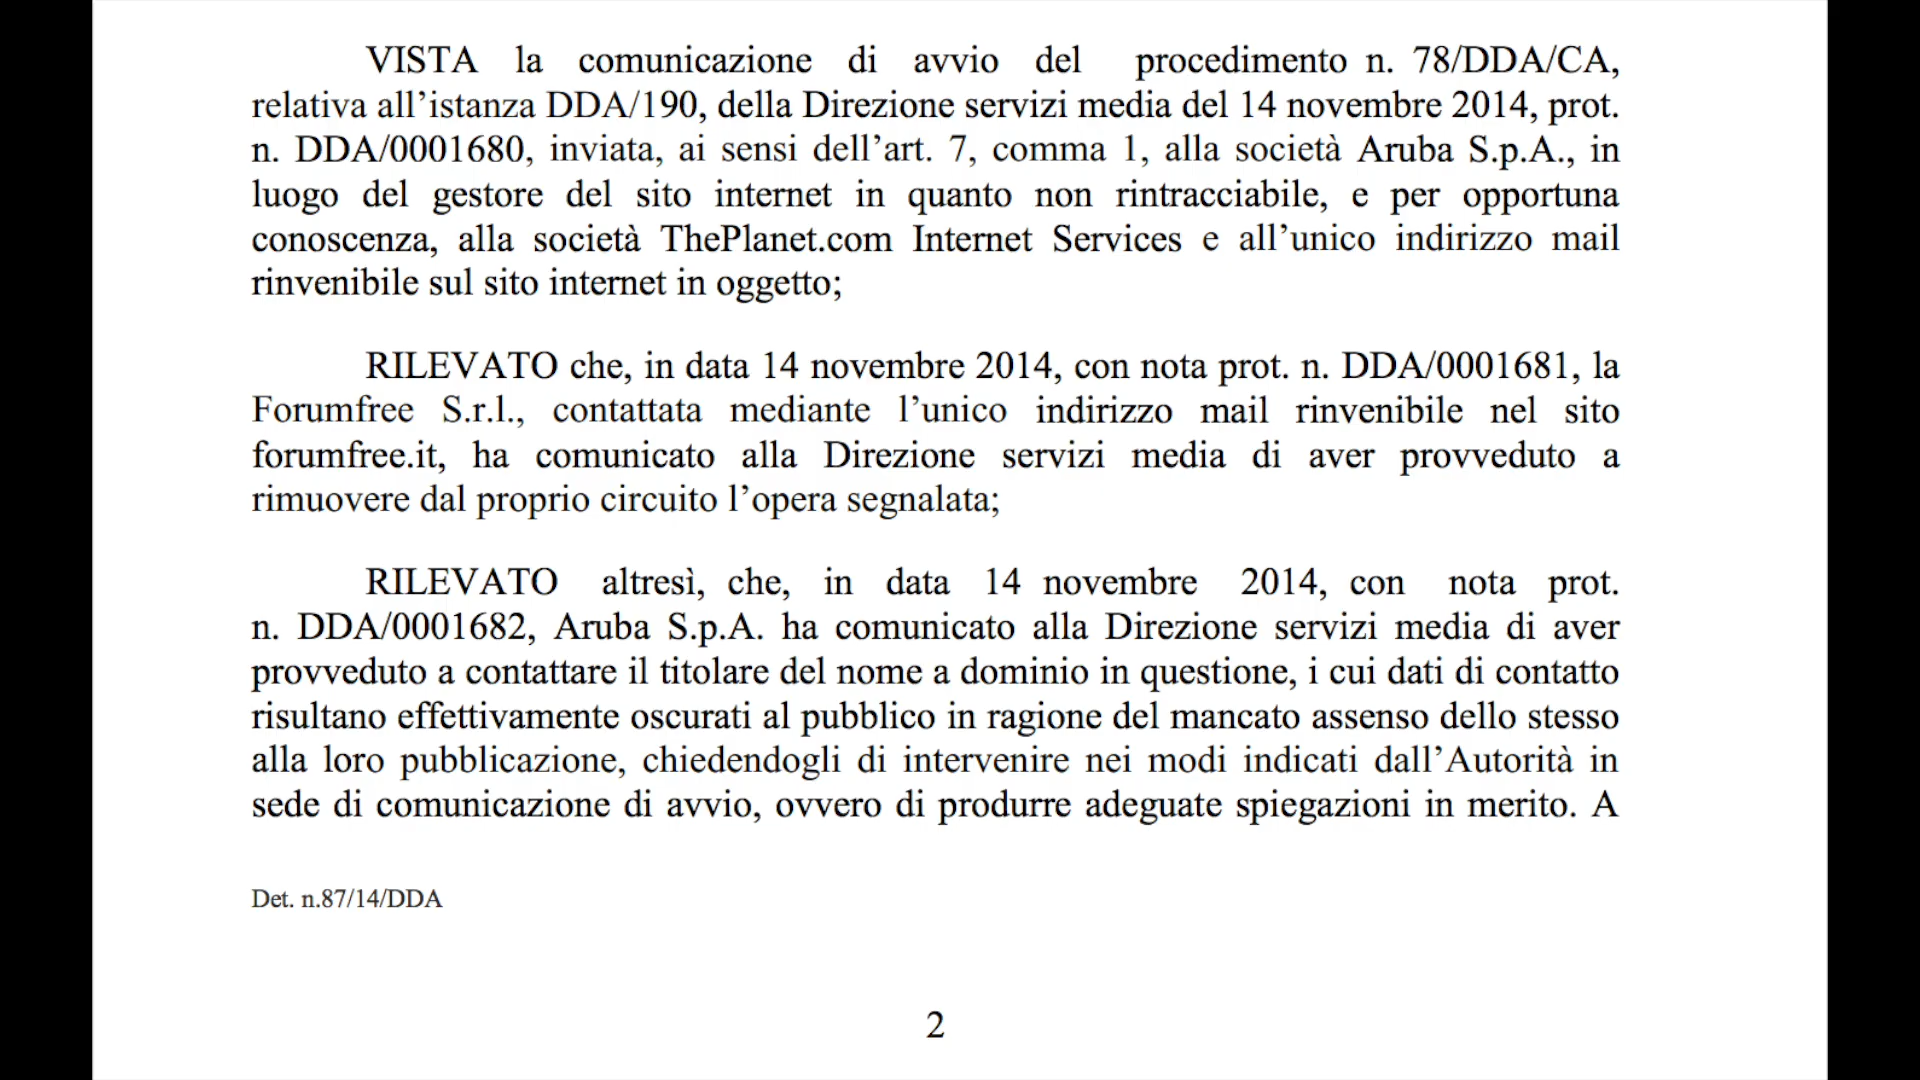 VISTA la comunicazione di avvio del procedimento n. 78/DDA/CA,
relativa all’istanza DDA/190, della Direzione servizi media del 14 novembre 2014, prot.
n. DDA/0001680, inviata, ai sensi dell’art. 7, comma 1, alla società Aruba S.p.A., in
luogo del gestore del sito internet in quanto non rintracciabile, e per opportuna
conoscenza, alla società ThePlanet.com Internet Services e all’unico indirizzo mail
rinvenibile sul sito internet in oggetto;
RILEVATO che, in data 14 novembre 2014, con nota prot. n. DDA/0001681, la
Forumfree S.r.l., contattata mediante l’unico indirizzo mail rinvenibile nel sito
forumfree.it, ha comunicato alla Direzione servizi media di aver provveduto a
rimuovere dal proprio circuito l’opera segnalata;
RILEVATO altresì, che, in data 14 novembre 2014, con nota prot.
n. DDA/0001682, Aruba S.p.A. ha comunicato alla Direzione servizi media di aver
provveduto a contattare il titolare del nome a dominio in questione, i cui dati di contatto
risultano effettivamente oscurati al pubblico in ragione del mancato assenso dello stesso
alla loro pubblicazione, chiedendogli di intervenire nei modi indicati dall’Autorità in
sede di comunicazione di avvio, ovvero di produrre adeguate spiegazioni in merito. A
Det. n.87/14/DDA
2